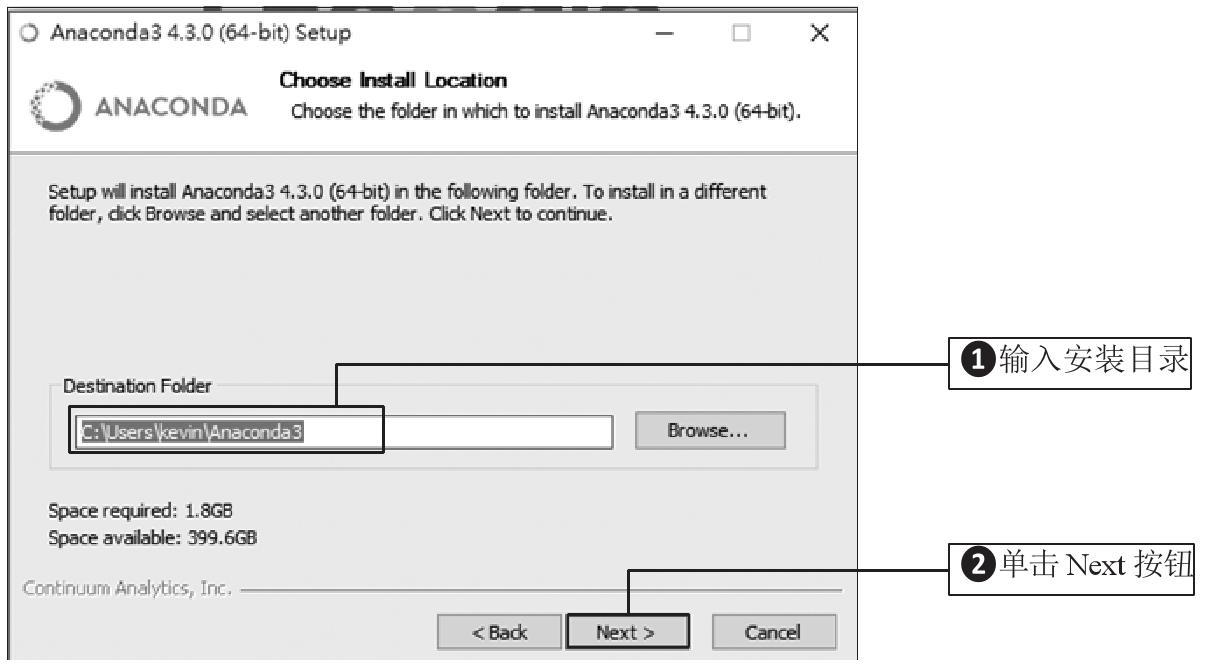 Anaconda3 4.3.0 (64-bit) Setup
Choose Install Location
ANACONDA
Choose the folder in which to install Anaconda3 4.3.0 (64-bit).
Setup will install Anaconda3 4.3.0 (64-bit) in the following folder. To install in a different
folder, click Browse and select another folder. Click Next to continue.
❶输入安装目录
Destination Folder
C:\Users\kevin\Anaconda3
Browse...
Space required: 1.8GB
Space available: 399.6GB
❷单击 Next 按钮
Continuum Analytics, Inc.
< Back
Next >
Cancel